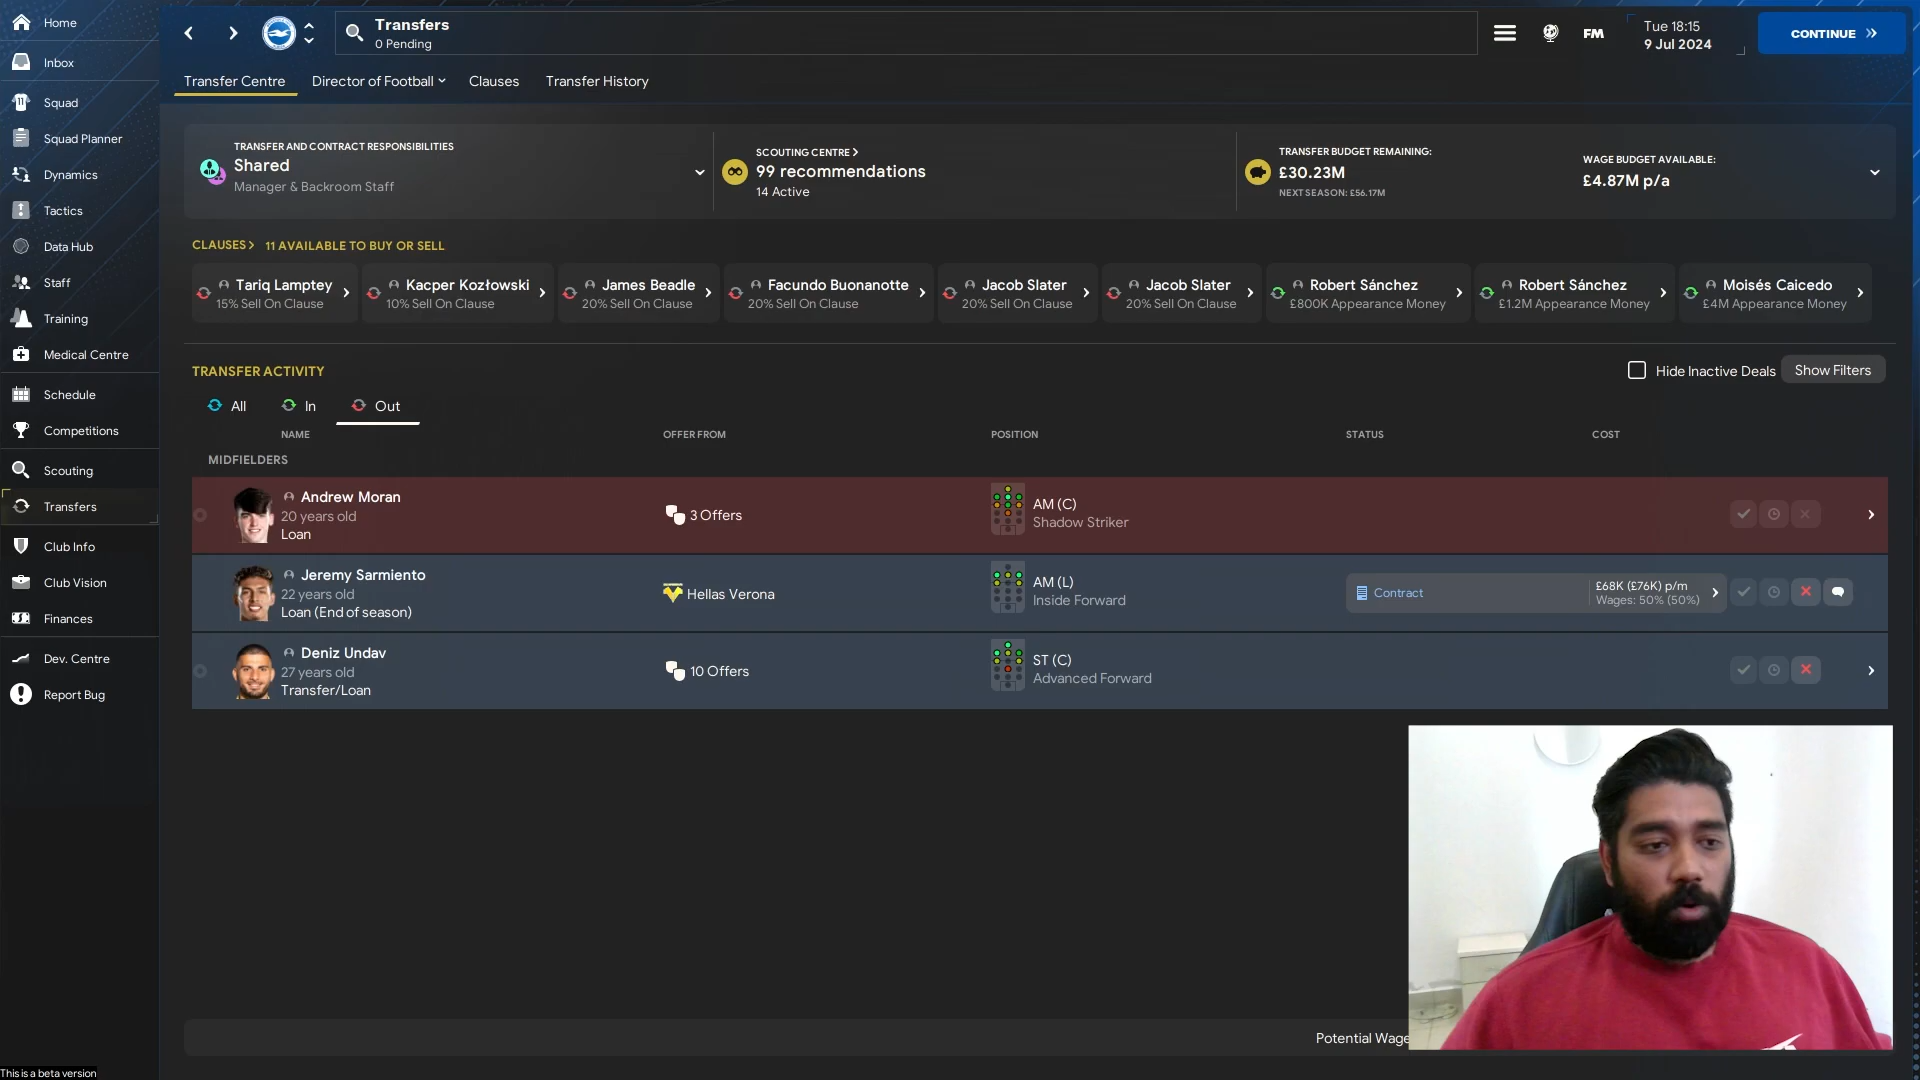 Home
Inbox
Squad
Squad Planner
Dynamics
Tactics
Data Hub
Staff
Training
Medical Centre
Schedule
Competitions
Scouting
Transfers
Club Info
Club Vision
Finances
Dev. Centre
Report Bug
This is a beta version
Transfers
0 Pending
FM
Tue 18:15
9 Jul 2024
CONTINUE
Transfer Centre
Director of Football
Clauses
Transfer History
TRANSFER AND CONTRACT RESPONSIBILITIES
Shared
Manager & Backroom Staff
SCOUTING CENTRE
99 recommendations
14 Active
TRANSFER BUDGET REMAINING:
£30.23M
NEXT SEASON: £56.17M
WAGE BUDGET AVAILABLE:
£4.87M p/a
CLAUSES 11 AVAILABLE TO BUY OR SELL
Tariq Lamptey
15% Sell On Clause
Kacper Kozłowski
10% Sell On Clause
James Beadle
20% Sell On Clause
Facundo Buonanotte
20% Sell On Clause
Jacob Slater
20% Sell On Clause
Jacob Slater
20% Sell On Clause
Robert Sánchez
£800K Appearance Money
Robert Sánchez
£1.2M Appearance Money
Moisés Caicedo
£4M Appearance Money
TRANSFER ACTIVITY
Hide Inactive Deals
Show Filters
All
In
Out
NAME
OFFER FROM
POSITION
STATUS
COST
MIDFIELDERS
Andrew Moran
20 years old
Loan
3 Offers
AM (C)
Shadow Striker
Jeremy Sarmiento
22 years old
Loan (End of season)
Hellas Verona
AM (L)
Inside Forward
Contract
£68K (£76K) p/m
Wages: 50% (50%)
Deniz Undav
27 years old
Transfer/Loan
10 Offers
ST (C)
Advanced Forward
Potential Wage